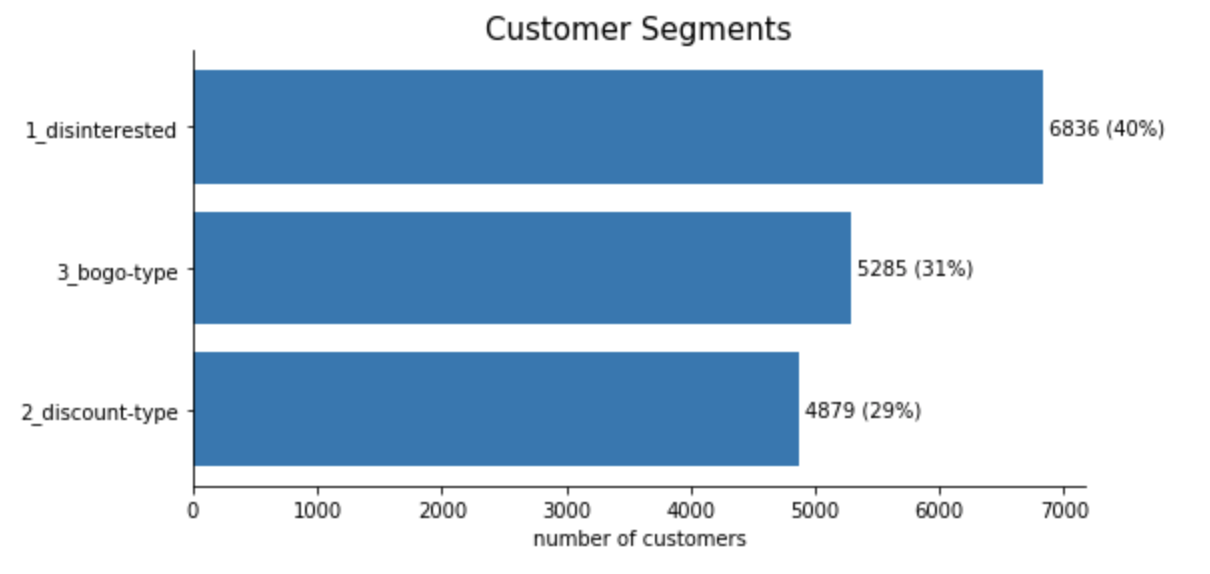 Customer Segments
1_disinterested
6836 (40%)
3_bogo-type
5285 (31%)
2_discount-type
4879 (29%)
0 1000 2000 3000 4000 5000 6000 7000
number of customers